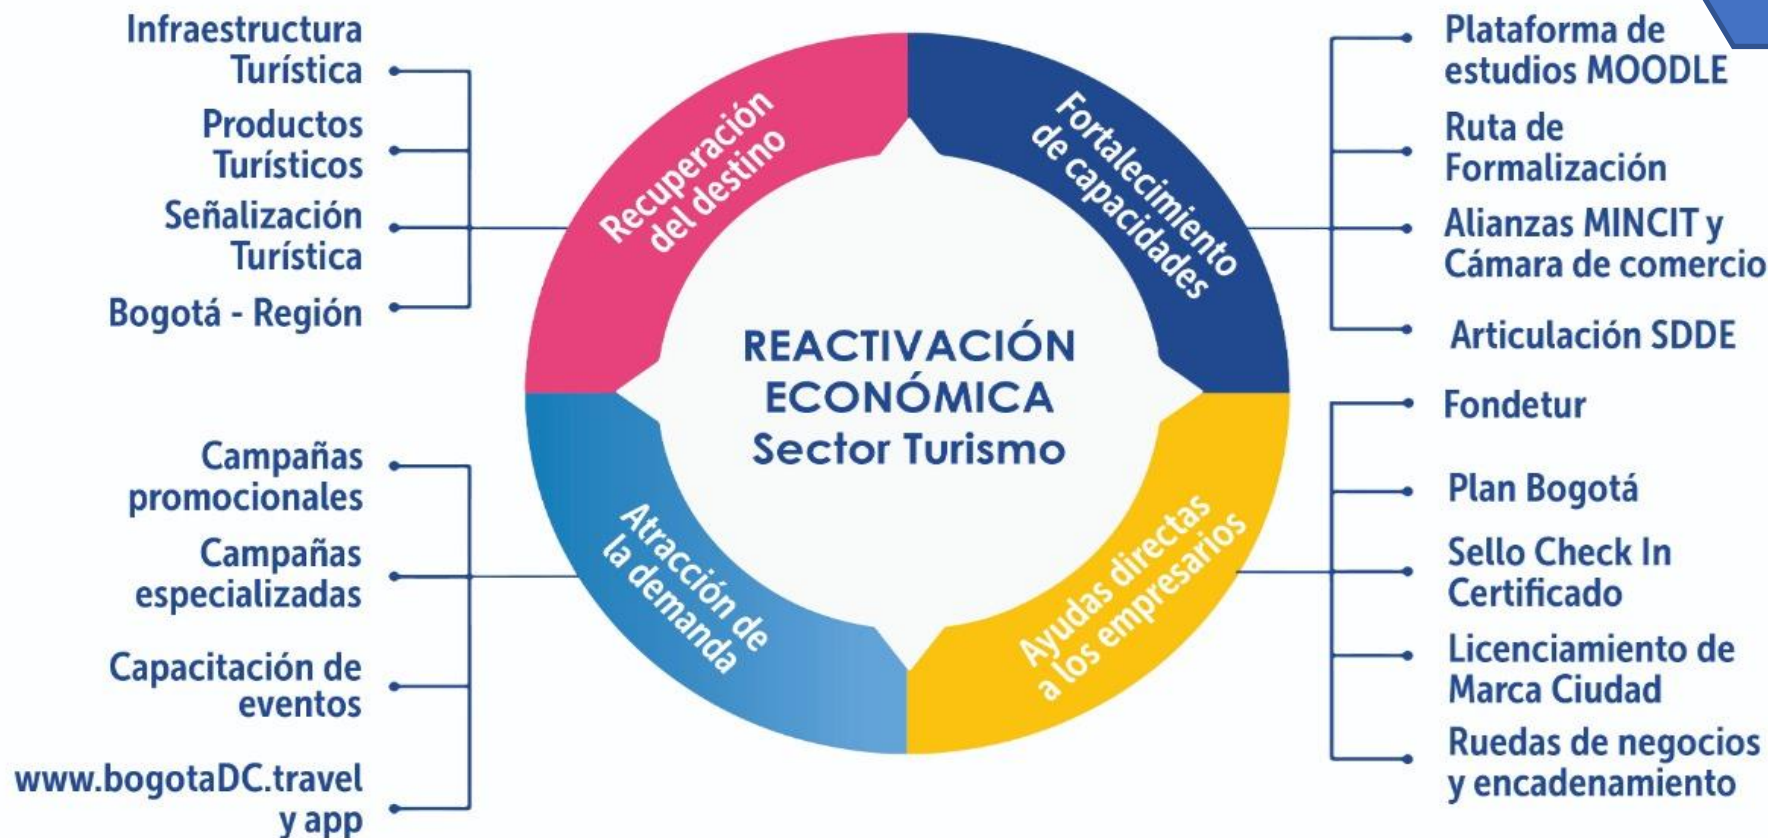 Infraestructura
Turística
Productos
Turísticos
Señalización
Turística
Bogotá - Región
Recuperación
del destino
Fortalecimiento
de capacidades
Plataforma de
estudios MOODLE
Ruta de
Formalización
Alianzas MINCIT y
Cámara de comercio
Articulación SDDE
REACTIVACIÓN
ECONÓMICA
Sector Turismo
Campañas
promocionales
Campañas
especializadas
Capacitación de
eventos
www.bogotaDC.travel
y app
Atracción de
la demanda
Ayudas directas
a los empresarios
Fondetur
Plan Bogotá
Sello Check In
Certificado
Licenciamiento de
Marca Ciudad
Ruedas de negocios
y encadenamiento